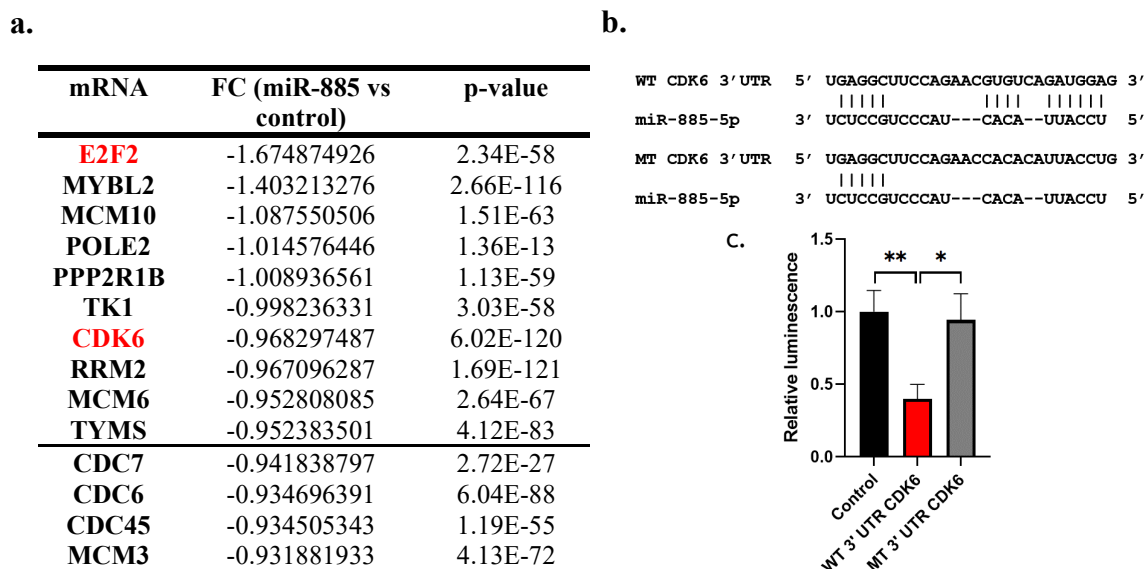 a.
mRNA FC (miR-885 vs control) p-value
E2F2 -1.674874926 2.34E-58
MYBL2 -1.403213276 2.66E-116
MCM10 -1.087550506 1.51E-63
POLE2 -1.014576446 1.36E-13
PPP2R1B -1.008936561 1.13E-59
TK1 -0.998236331 3.03E-58
CDK6 -0.968297487 6.02E-120
RRM2 -0.967096287 1.69E-121
MCM6 -0.952808085 2.64E-67
TYMS -0.952383501 4.12E-83
CDC7 -0.941838797 2.72E-27
CDC6 -0.934696391 6.04E-88
CDC45 -0.934505343 1.19E-55
MCM3 -0.931881933 4.13E-72
b.
WT CDK6 3'UTR 5' UGAGGCUUCCAGAACGUGUCAGAUGGAG 3'
||||| |||| ||||||
miR-885-5p 3' UCUCCGUCCCAU---CACA--UUACCU 5'
MT CDK6 3'UTR 5' UGAGGCUUCCAGAACCACACAUUACCUG 3'
|||||
miR-885-5p 3' UCUCCGUCCCAU---CACA--UUACCU 5'
c.
Relative luminescence
1.5
1.0
0.5
0.0
** *
Control
WT 3' UTR CDK6
MT 3' UTR CDK6